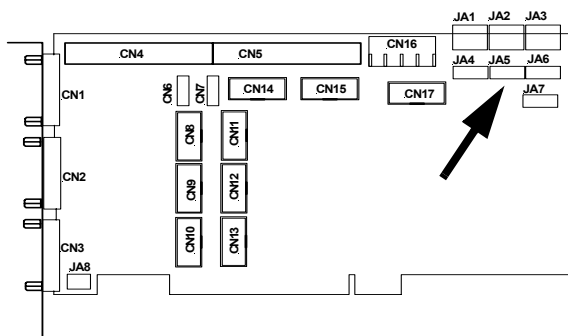 JA1 JA2 JA3
CN4 CN5 CN16
JA4 JA5 JA6
CN1 CN6 CN7 CN14 CN15 CN17 JA7
CN8 CN11
CN2 CN9 CN12
CN10 CN13
CN3
JA8